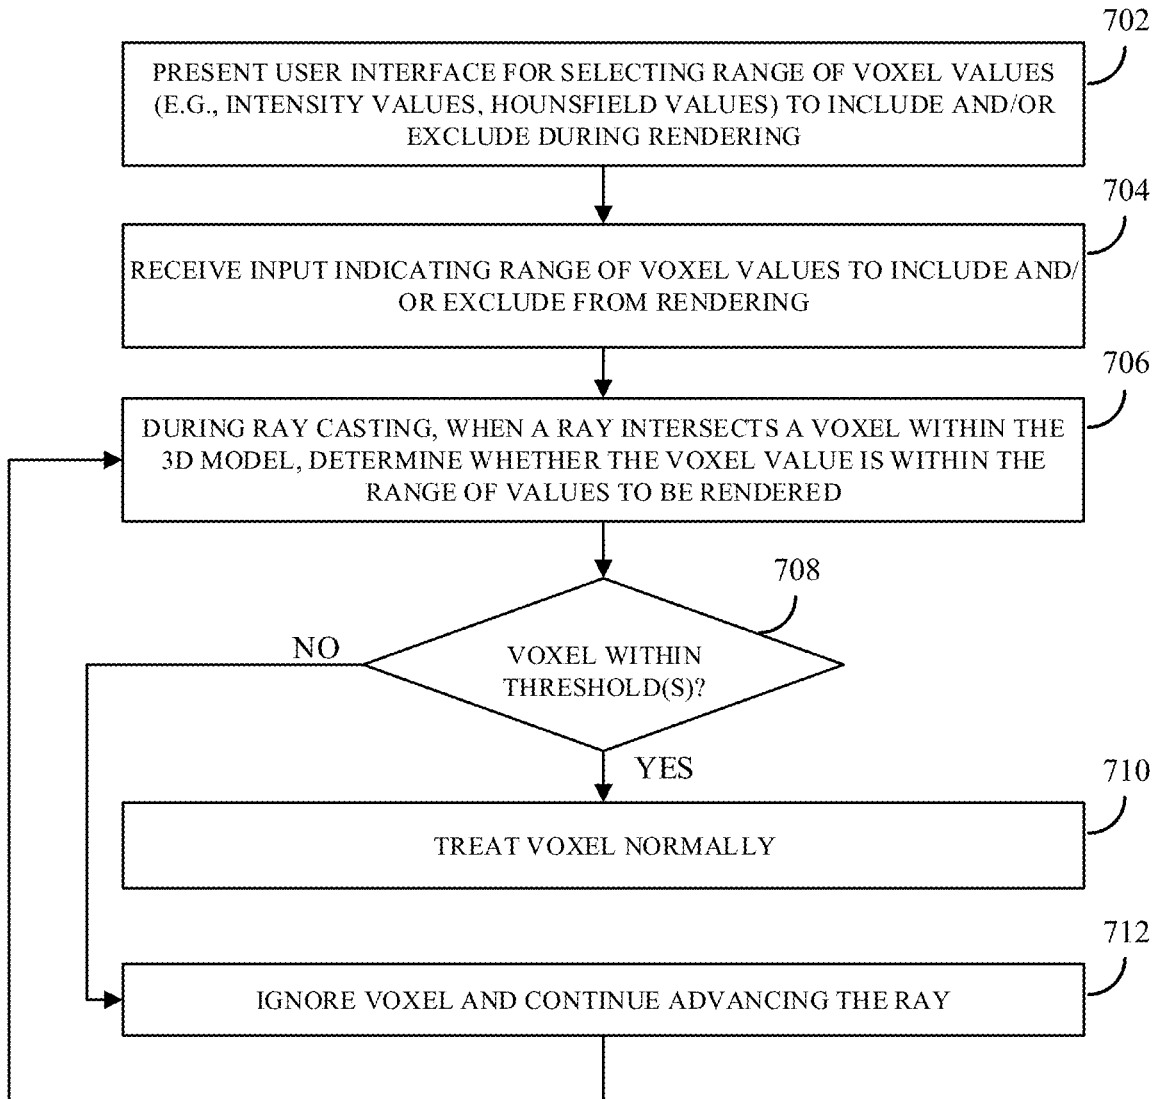 702
PRESENT USER INTERFACE FOR SELECTING RANGE OF VOXEL VALUES
(E.G., INTENSITY VALUES, HOUNSFIELD VALUES) TO INCLUDE AND/OR
EXCLUDE DURING RENDERING
704
RECEIVE INPUT INDICATING RANGE OF VOXEL VALUES TO INCLUDE AND/
OR EXCLUDE FROM RENDERING
706
DURING RAY CASTING, WHEN A RAY INTERSECTS A VOXEL WITHIN THE
3D MODEL, DETERMINE WHETHER THE VOXEL VALUE IS WITHIN THE
RANGE OF VALUES TO BE RENDERED
708
NO
VOXEL WITHIN
THRESHOLD(S)?
YES
710
TREAT VOXEL NORMALLY
712
IGNORE VOXEL AND CONTINUE ADVANCING THE RAY